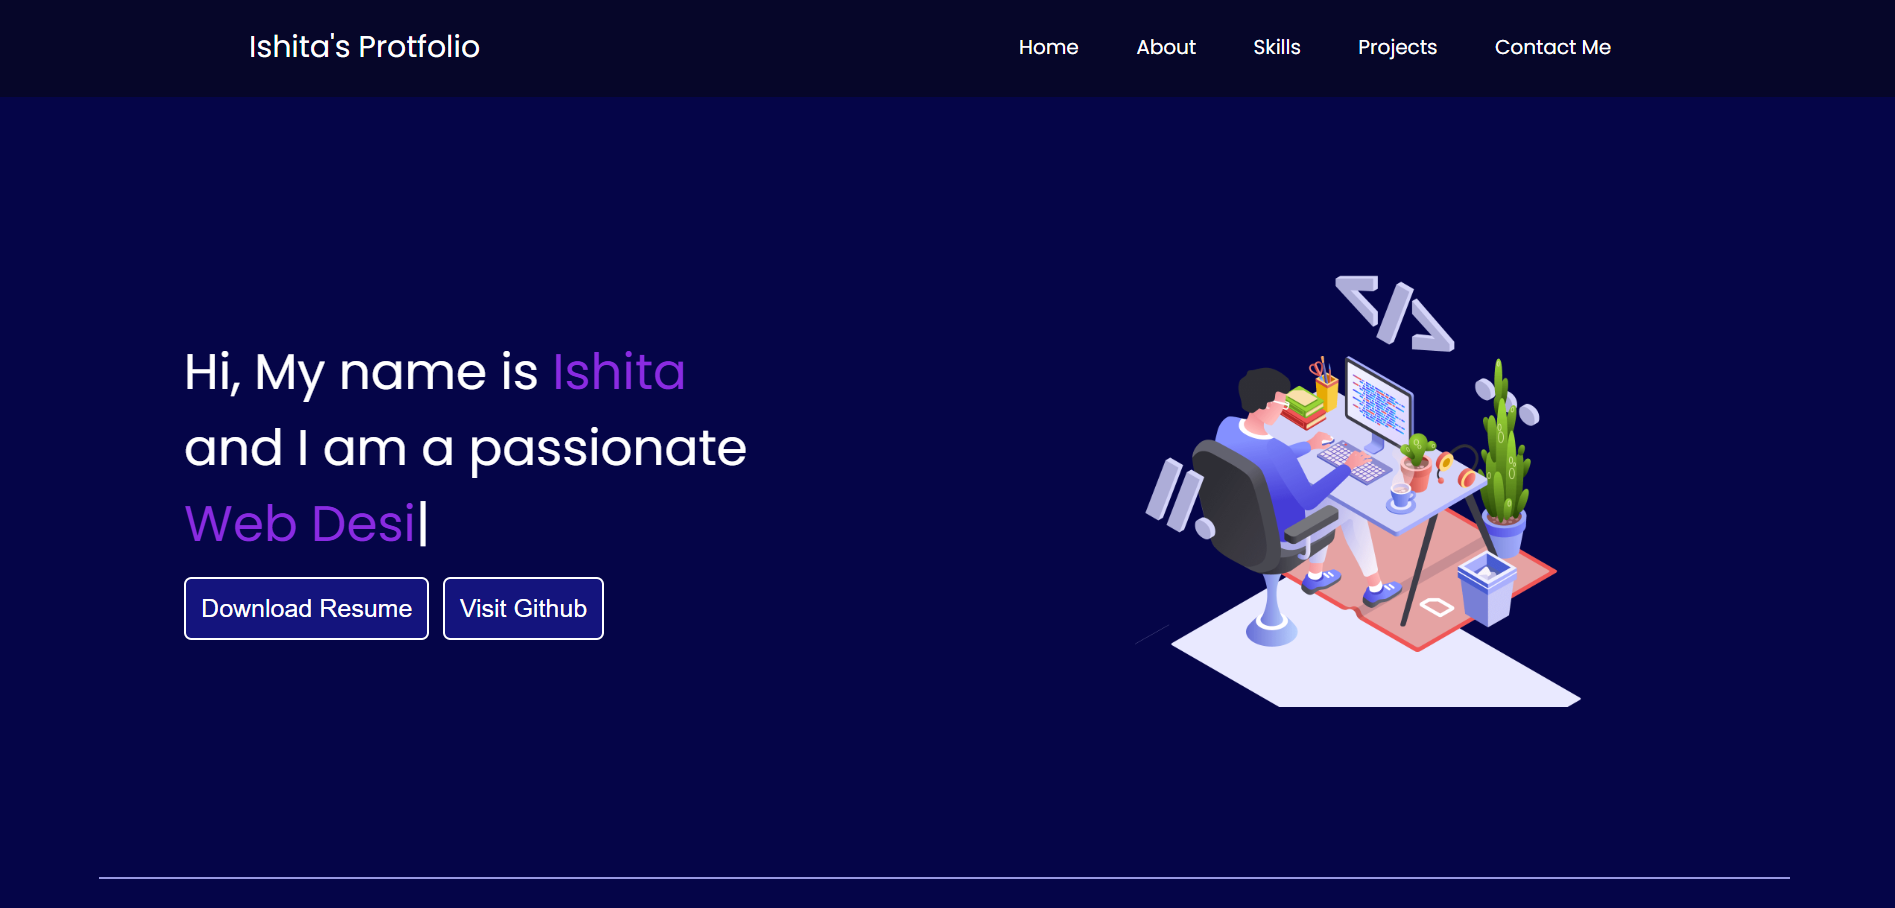 Ishita's Protfolio
Home About Skills Projects Contact Me
Hi, My name is Ishita
and I am a passionate
Web Desi|
Download Resume Visit Github